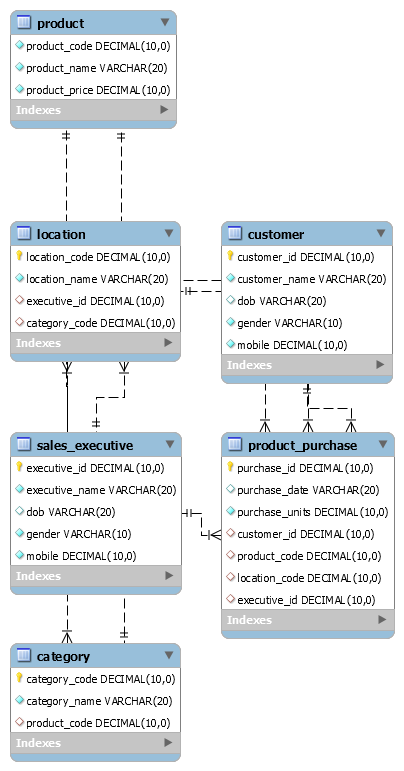 product
product_code DECIMAL(10,0)
product_name VARCHAR(20)
product_price DECIMAL(10,0)
Indexes
location
location_code DECIMAL(10,0)
location_name VARCHAR(20)
executive_id DECIMAL(10,0)
category_code DECIMAL(10,0)
Indexes
customer
customer_id DECIMAL(10,0)
customer_name VARCHAR(20)
dob VARCHAR(20)
gender VARCHAR(10)
mobile DECIMAL(10,0)
Indexes
sales_executive
executive_id DECIMAL(10,0)
executive_name VARCHAR(20)
dob VARCHAR(20)
gender VARCHAR(10)
mobile DECIMAL(10,0)
Indexes
product_purchase
purchase_id DECIMAL(10,0)
purchase_date VARCHAR(20)
purchase_units DECIMAL(10,0)
customer_id DECIMAL(10,0)
product_code DECIMAL(10,0)
location_code DECIMAL(10,0)
executive_id DECIMAL(10,0)
Indexes
category
category_code DECIMAL(10,0)
category_name VARCHAR(20)
product_code DECIMAL(10,0)
Indexes